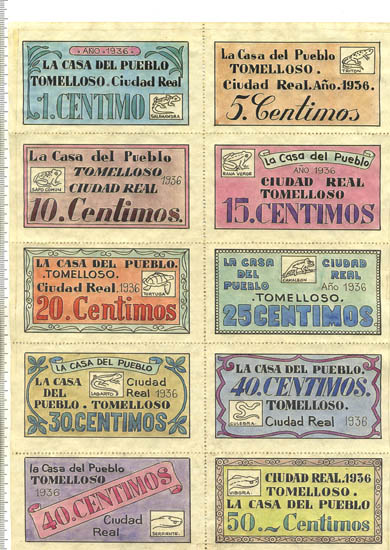 AÑO 1936
LA CASA DEL PUEBLO
TOMELLOSO. Ciudad Real
1. CENTIMO
SALAMANDRA
La Casa del Pueblo
TOMELLOSO.
Ciudad Real. Año. 1936.
5. Centimos
TRITON
La Casa del Pueblo
TOMELLOSO
CIUDAD REAL
1936
SAPO COMUN
10. Centimos.
La Casa del Pueblo
AÑO 1936
RANA VERDE
CIUDAD REAL
TOMELLOSO
15. CENTIMOS
LA CASA DEL PUEBLO.
.TOMELLOSO.
Ciudad Real. 1936
TORTUGA
20. Centimos
LA CASA DEL PUEBLO
CAMALEON
CIUDAD REAL
Año 1936
.TOMELLOSO.
25 CENTIMOS
LA CASA DEL PUEBLO
LA CASA DEL PUEBLO. TOMELLOSO
LAGARTO
Ciudad Real 1936
30. CENTIMOS
LA CASA DEL PUEBLO.
40. CENTIMOS.
TOMELLOSO.
CULEBRA
Ciudad Real 1936
la Casa del Pueblo
TOMELLOSO
1936
40. CENTIMOS
Ciudad Real
SERPIENTE.
CIUDAD REAL. 1936
TOMELLOSO.
VIBORA.
LA CASA DEL PUEBLO
50.~ Centimos